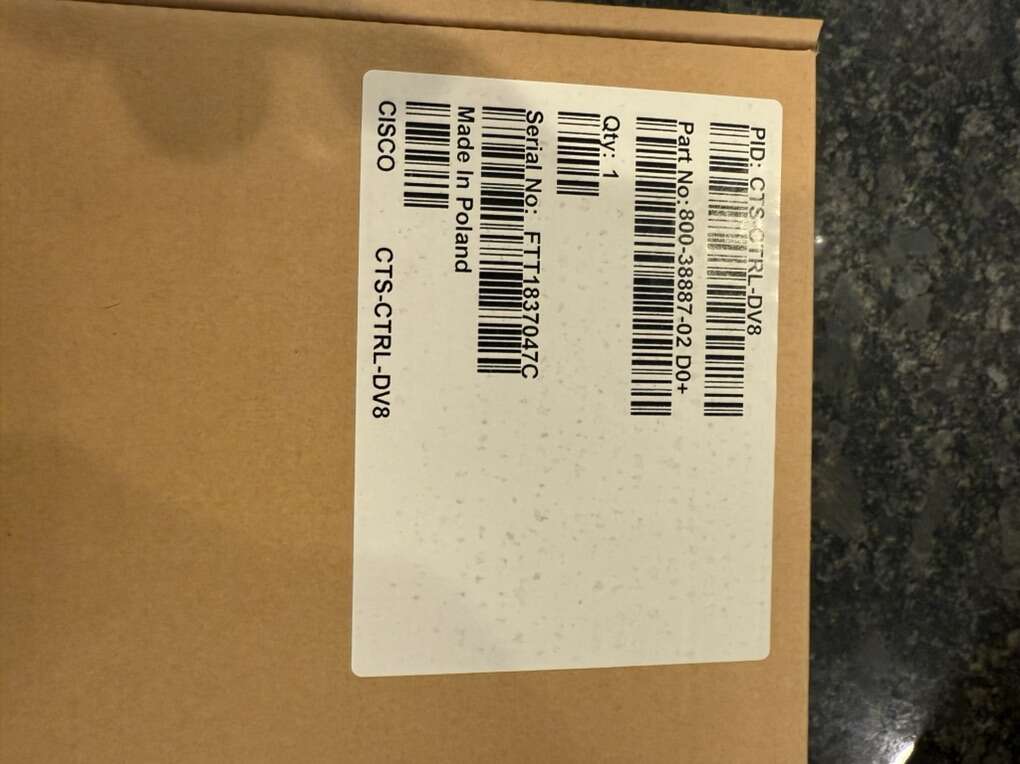 PID: CTS-CTRL-DV8
Part No:800-38887-02 D0+
Qty: 1
Serial No: FTT1837047C
Made In Poland
CISCO CTS-CTRL-DV8